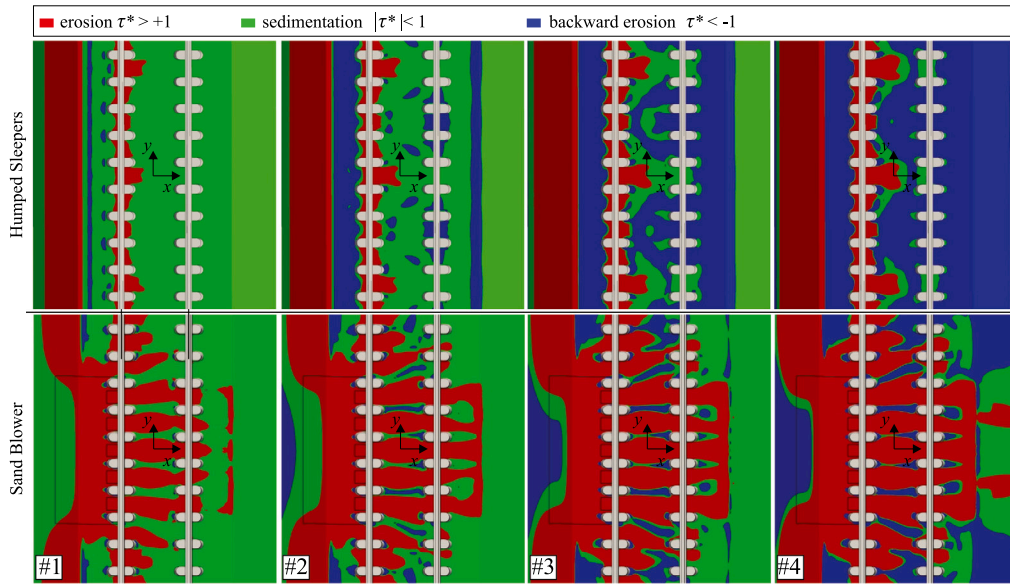 erosion τ* > +1 sedimentation |τ*| < 1 backward erosion τ* < -1
Humped Sleepers
y y y y
x x x x
Sand Blower
y y y y
x x x x
#1 #2 #3 #4